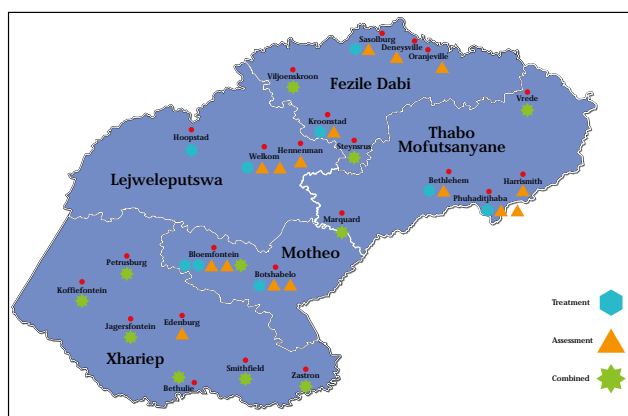 Sasolburg
Deneysville
Oranjeville
Viljoenskroon
Fezile Dabi
Vrede
Kroonstad
Hoopstad
Thabo
Mofutsanyane
Steynsrus
Hennenman
Welkom
Lejweleputswa
Bethlehem
Harrismith
Phuhaditjhaba
Marquard
Motheo
Bloemfontein
Petrusburg
Botshabelo
Koffiefontein
Treatment
Jagersfontein
Edenburg
Assessment
Xhariep
Smithfield
Zastron
Bethulie
Combined